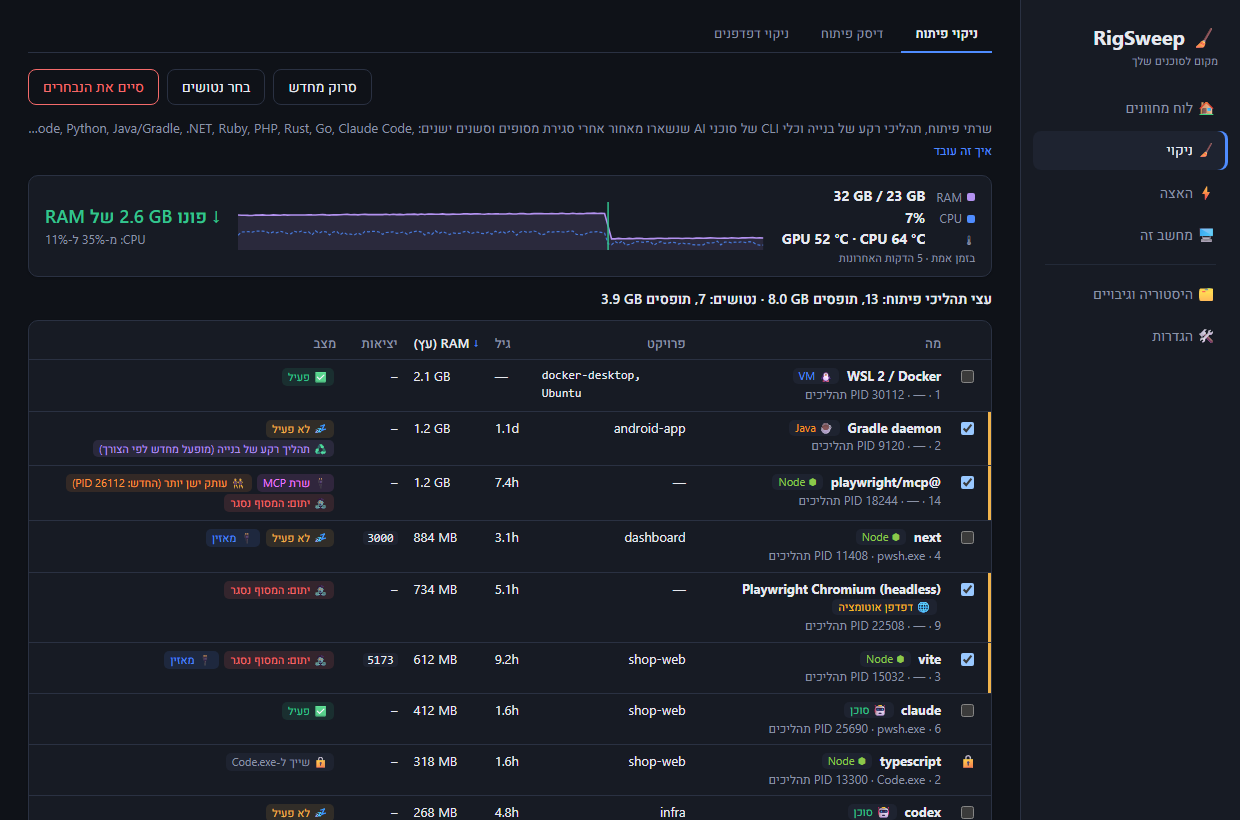 RigSweep
מקום לסוכנים שלך
לוח מחוונים
ניקוי
האצה
מחשב זה
היסטוריה וגיבויים
הגדרות
ניקוי פיתוח
דיסק פיתוח
ניקוי דפדפנים
סרוק מחדש
בחר נטושים
סיים את הנבחרים
שרתי פיתוח, תהליכי רקע של בנייה וכלי CLI של סוכני AI שנשארו מאחור אחרי סגירת מסופים וסשנים ישנים: ...ode, Python, Java/Gradle, .NET, Ruby, PHP, Rust, Go, Claude Code,
איך זה עובד
RAM 32 GB / 23 GB
CPU 7%
GPU 52 °C · CPU 64 °C
בזמן אמת · 5 הדקות האחרונות
↓ פונו 2.6 GB של RAM
CPU: מ-35% ל-11%
עצי תהליכי פיתוח: 13, תופסים 8.0 GB · נטושים: 7, תופסים 3.9 GB
מה פרויקט גיל RAM (עץ) ↓ יציאות מצב
WSL 2 / Docker VM docker-desktop, — 2.1 GB – פעיל
Ubuntu
PID 30112 · — · 1 תהליכים
Gradle daemon Java android-app 1.1d 1.2 GB – לא פעיל
PID 9120 · — · 2 תהליכים תהליך רקע של בנייה (מופעל מחדש לפי הצורך)
@playwright/mcp Node — 7.4h 1.2 GB – שרת MCP עותק ישן יותר (החדש: PID 26112)
PID 18244 · — · 14 תהליכים יתום: המסוף נסגר
next Node dashboard 3.1h 884 MB 3000 לא פעיל מאזין
PID 11408 · pwsh.exe · 4 תהליכים
Playwright Chromium (headless) — 5.1h 734 MB – יתום: המסוף נסגר
דפדפן אוטומציה
PID 22508 · — · 9 תהליכים
vite Node shop-web 9.2h 612 MB 5173 יתום: המסוף נסגר מאזין
PID 15032 · — · 3 תהליכים
claude סוכן shop-web 1.6h 412 MB – פעיל
PID 25690 · pwsh.exe · 6 תהליכים
typescript Node shop-web 1.6h 318 MB – שייך ל-Code.exe
PID 13300 · Code.exe · 2 תהליכים
codex סוכן infra 4.8h 268 MB – לא פעיל